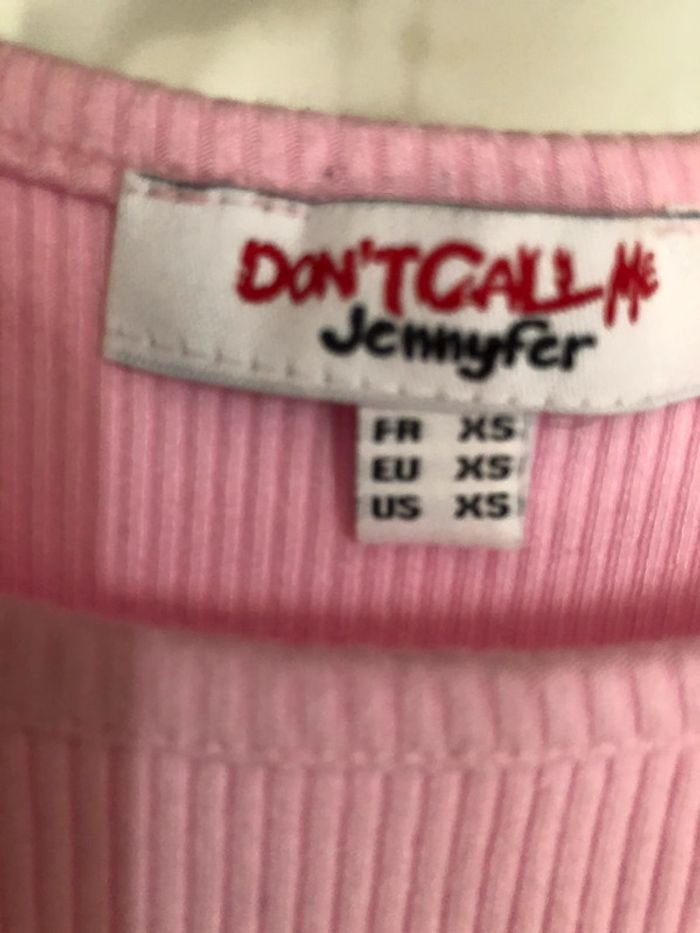 DON'T CALL ME
Jennyfer
FR XS
EU XS
US XS